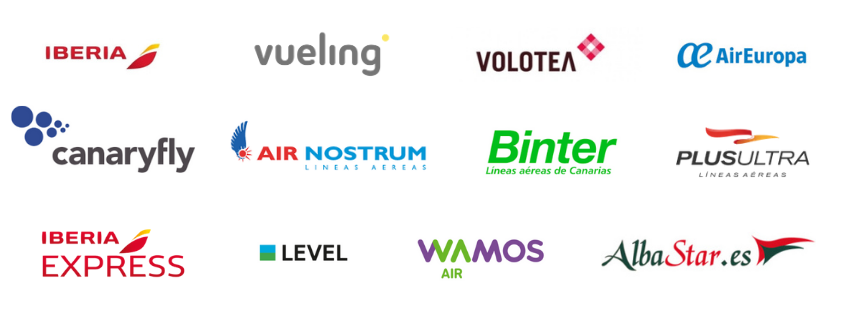 IBERIA
vueling
VOLOTEA
æ AirEuropa
canaryfly
AIR NOSTRUM
LÍNEAS AÉREAS
Binter
Líneas aéreas de Canarias
PLUSULTRA
LÍNEAS AÉREAS
IBERIA
EXPRESS
LEVEL
WAMOS
AIR
AlbaStar.es